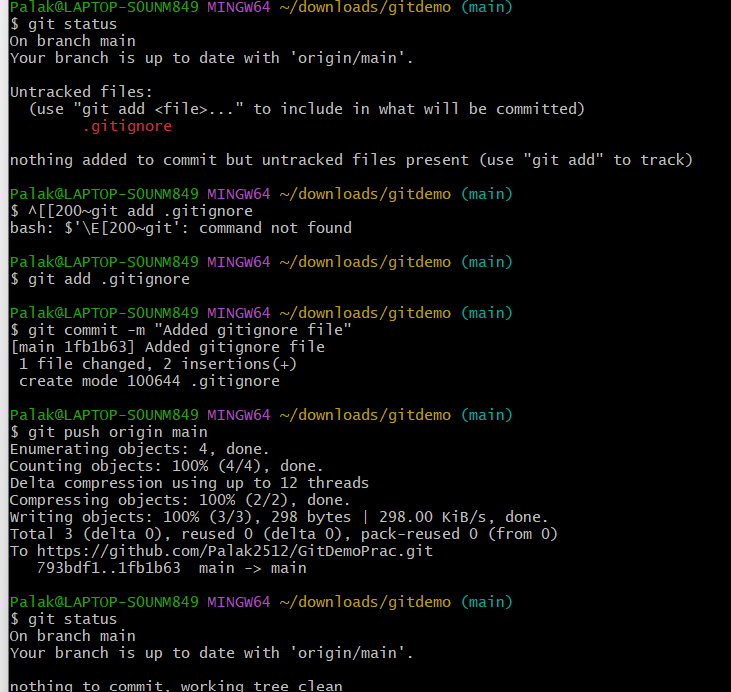 Palak@LAPTOP-S0UNM849 MINGW64 ~/downloads/gitdemo (main)
$ git status
On branch main
Your branch is up to date with 'origin/main'.
Untracked files:
  (use "git add <file>..." to include in what will be committed)
        .gitignore
nothing added to commit but untracked files present (use "git add" to track)
Palak@LAPTOP-S0UNM849 MINGW64 ~/downloads/gitdemo (main)
$ ^[[200~git add .gitignore
bash: $'\E[200~git': command not found
Palak@LAPTOP-S0UNM849 MINGW64 ~/downloads/gitdemo (main)
$ git add .gitignore
Palak@LAPTOP-S0UNM849 MINGW64 ~/downloads/gitdemo (main)
$ git commit -m "Added gitignore file"
[main 1fb1b63] Added gitignore file
 1 file changed, 2 insertions(+)
 create mode 100644 .gitignore
Palak@LAPTOP-S0UNM849 MINGW64 ~/downloads/gitdemo (main)
$ git push origin main
Enumerating objects: 4, done.
Counting objects: 100% (4/4), done.
Delta compression using up to 12 threads
Compressing objects: 100% (2/2), done.
Writing objects: 100% (3/3), 298 bytes | 298.00 KiB/s, done.
Total 3 (delta 0), reused 0 (delta 0), pack-reused 0 (from 0)
To https://github.com/Palak2512/GitDemoPrac.git
   793bdf1..1fb1b63  main -> main
Palak@LAPTOP-S0UNM849 MINGW64 ~/downloads/gitdemo (main)
$ git status
On branch main
Your branch is up to date with 'origin/main'.
nothing to commit, working tree clean